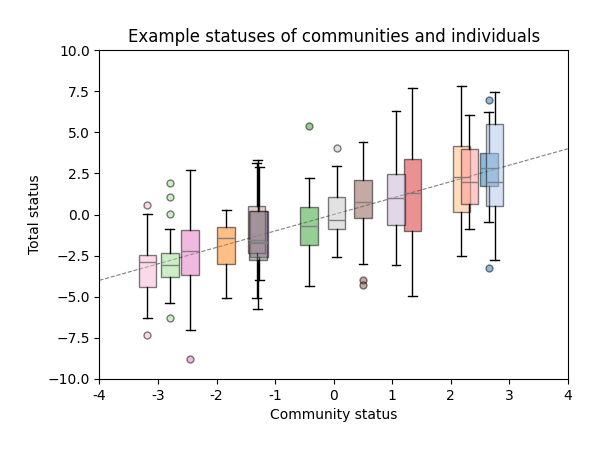 Example statuses of communities and individuals
10.0
7.5
5.0
2.5
0.0
−2.5
−5.0
−7.5
−10.0
Total status
-4 -3 -2 -1 0 1 2 3 4
Community status